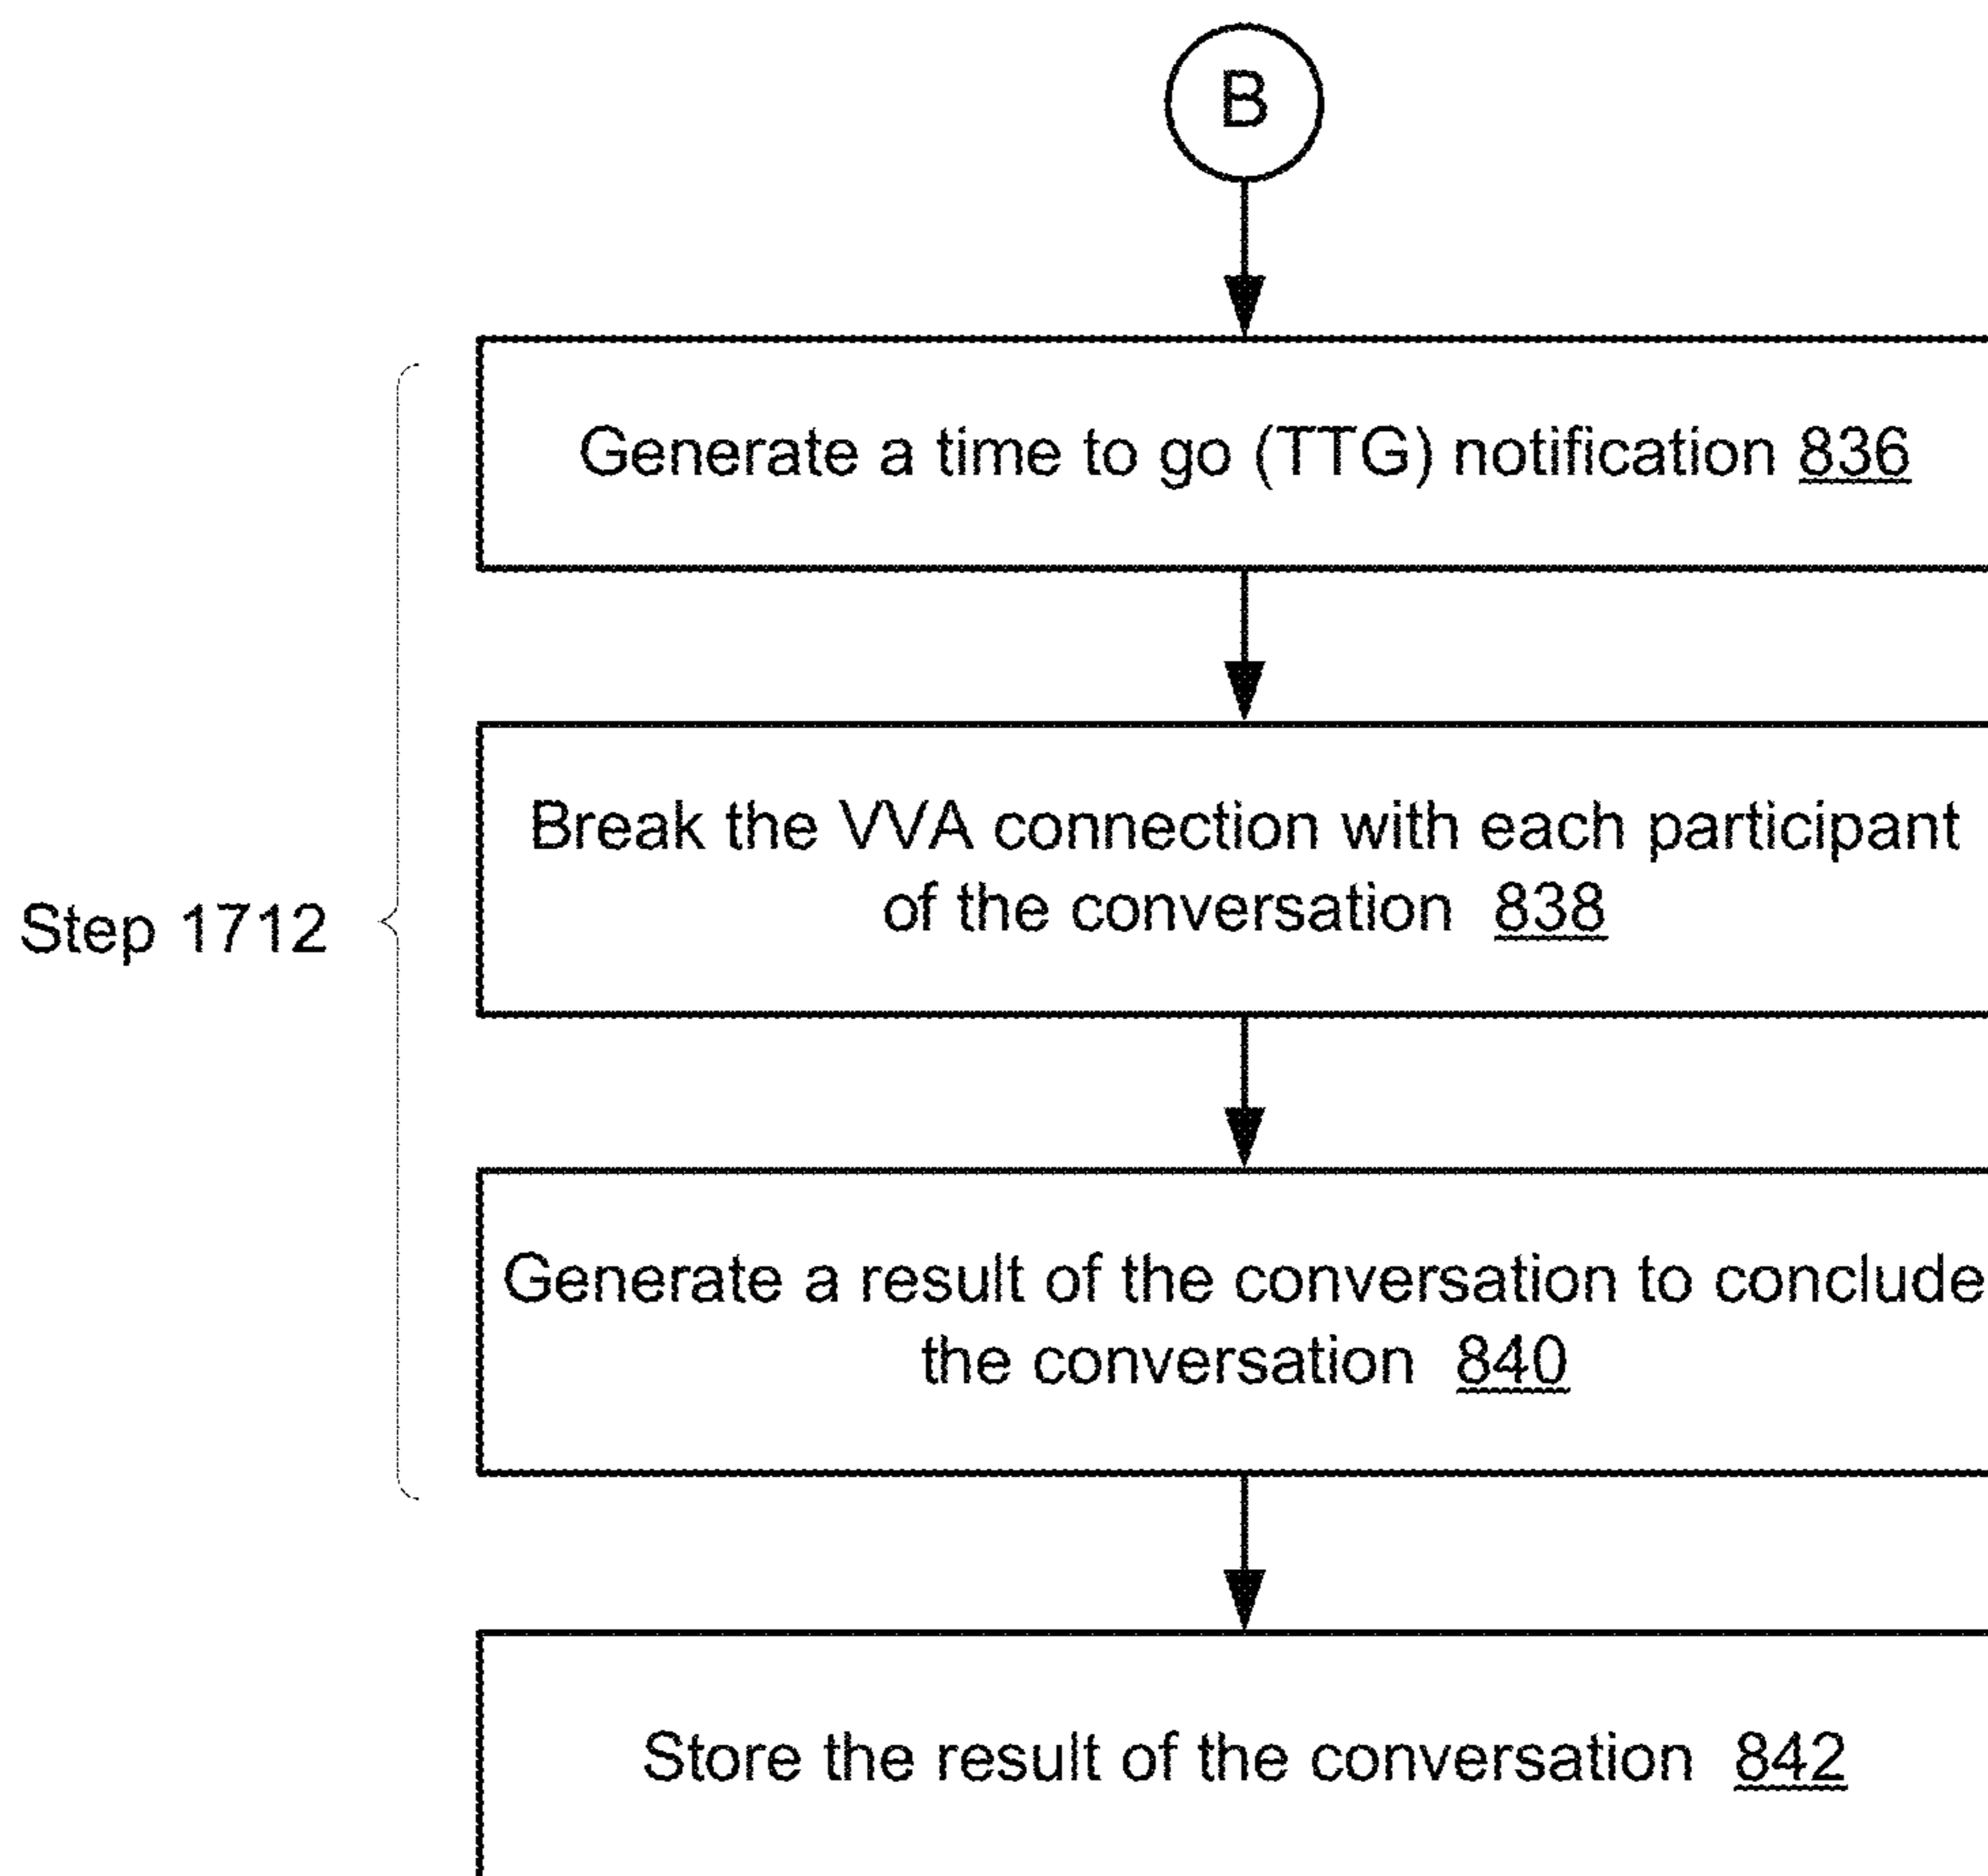 B
Generate a time to go (TTG) notification 836
Break the VVA connection with each participant
of the conversation 838
Step 1712
Generate a result of the conversation to conclude
the conversation 840
Store the result of the conversation 842